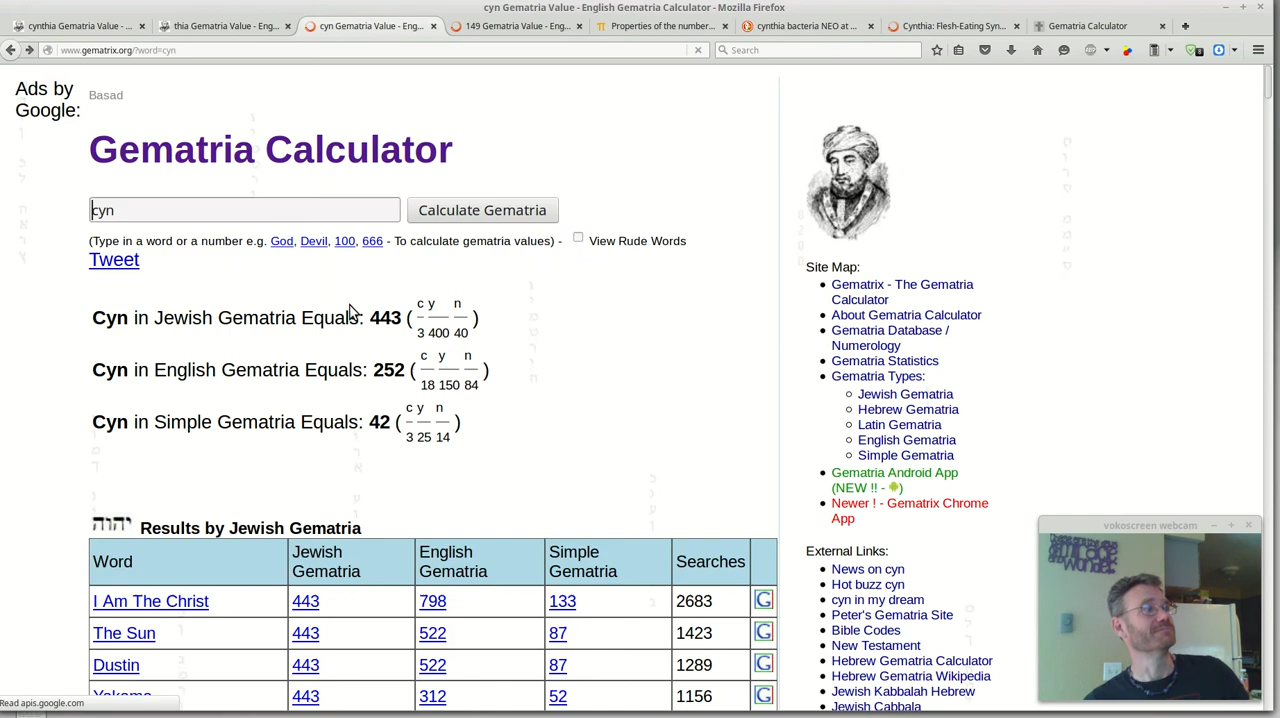 cyn Gematria Value - English Gematria Calculator - Mozilla Firefox
cynthia Gematria Value - ...
thia Gematria Value - Eng...
cyn Gematria Value - Eng...
149 Gematria Value - Eng...
Properties of the number...
cynthia bacteria NEO at ...
Cynthia: Flesh-Eating Syn...
Gematria Calculator
www.gematrix.org/?word=cyn
Search
Ads by
Google:
Basad
Gematria Calculator
cyn
Calculate Gematria
(Type in a word or a number e.g. God, Devil, 100, 666 - To calculate gematria values) - View Rude Words
Tweet
Cyn in Jewish Gematria Equals: 443 ( c y n )
3 400 40
Cyn in English Gematria Equals: 252 ( c y n )
18 150 84
Cyn in Simple Gematria Equals: 42 ( c y n )
3 25 14
יהוה Results by Jewish Gematria
Word Jewish Gematria English Gematria Simple Gematria Searches
I Am The Christ 443 798 133 2683 G
The Sun 443 522 87 1423 G
Dustin 443 522 87 1289 G
443 312 52 1156 G
Read apis.google.com
Site Map:
Gematrix - The Gematria
Calculator
About Gematria Calculator
Gematria Database /
Numerology
Gematria Statistics
Gematria Types:
Jewish Gematria
Hebrew Gematria
Latin Gematria
English Gematria
Simple Gematria
Gematria Android App
(NEW !! - )
Newer ! - Gematrix Chrome
App
External Links:
News on cyn
Hot buzz cyn
cyn in my dream
Peter's Gematria Site
Bible Codes
New Testament
Hebrew Gematria Calculator
Hebrew Gematria Wikipedia
Jewish Kabbalah Hebrew
Jewish Cabbala
vokoscreen webcam